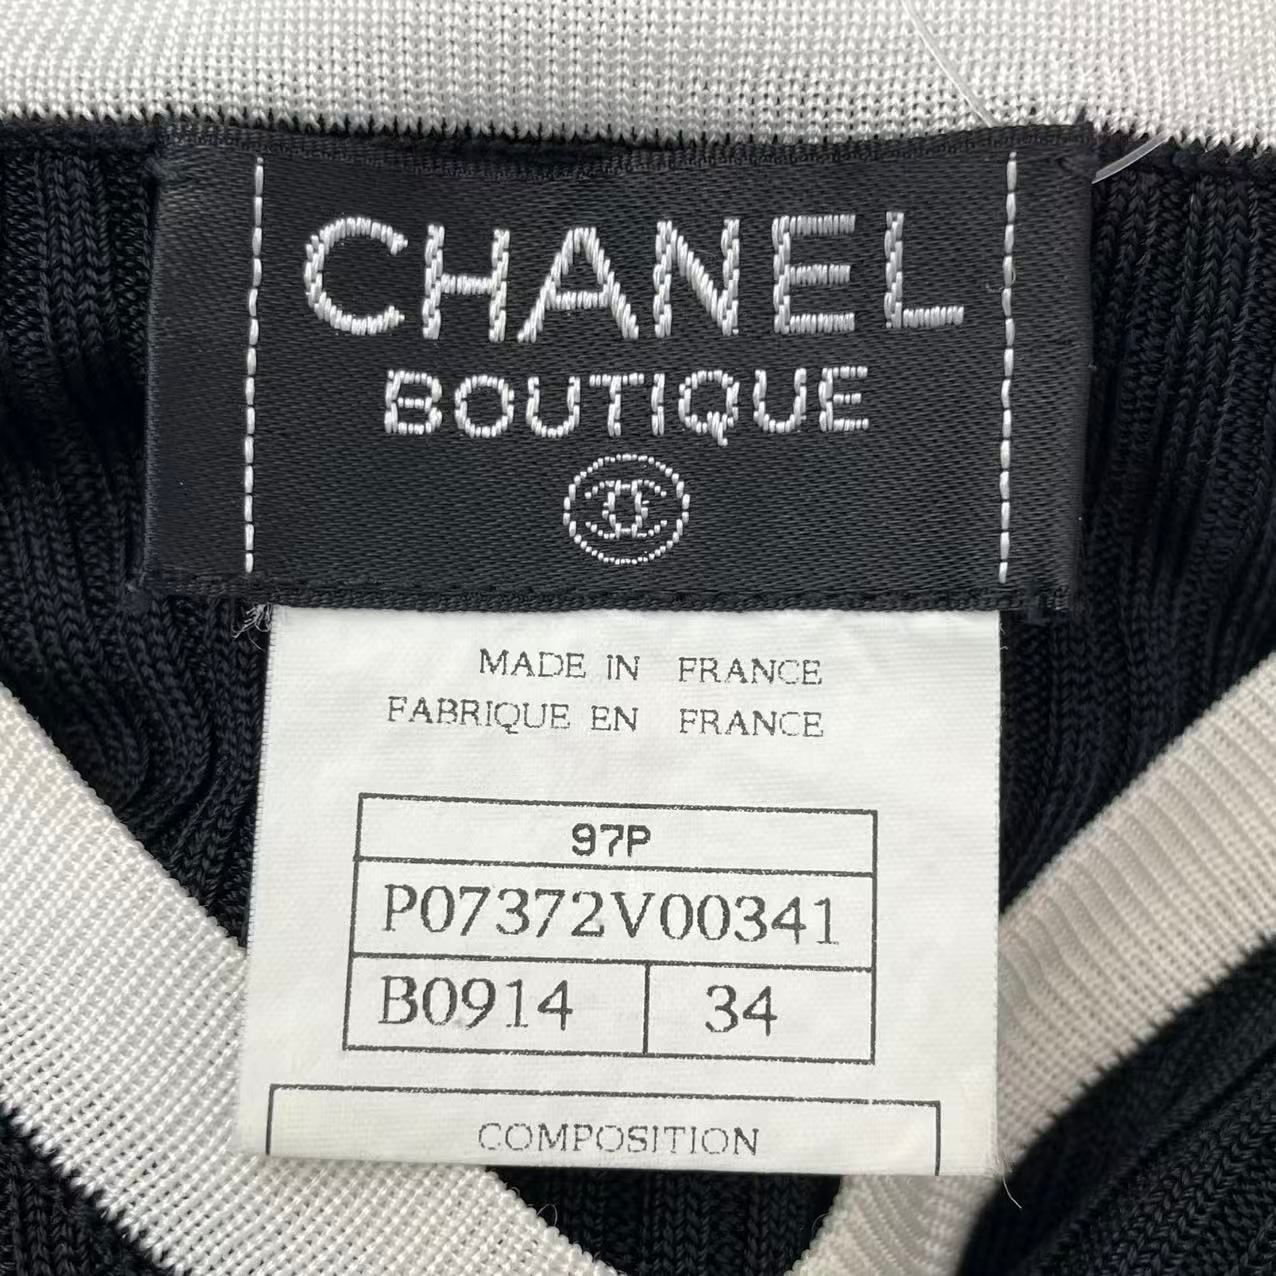 CHANEL
BOUTIQUE
MADE IN FRANCE
FABRIQUE EN FRANCE
97P
P07372V00341
B0914 34
COMPOSITION